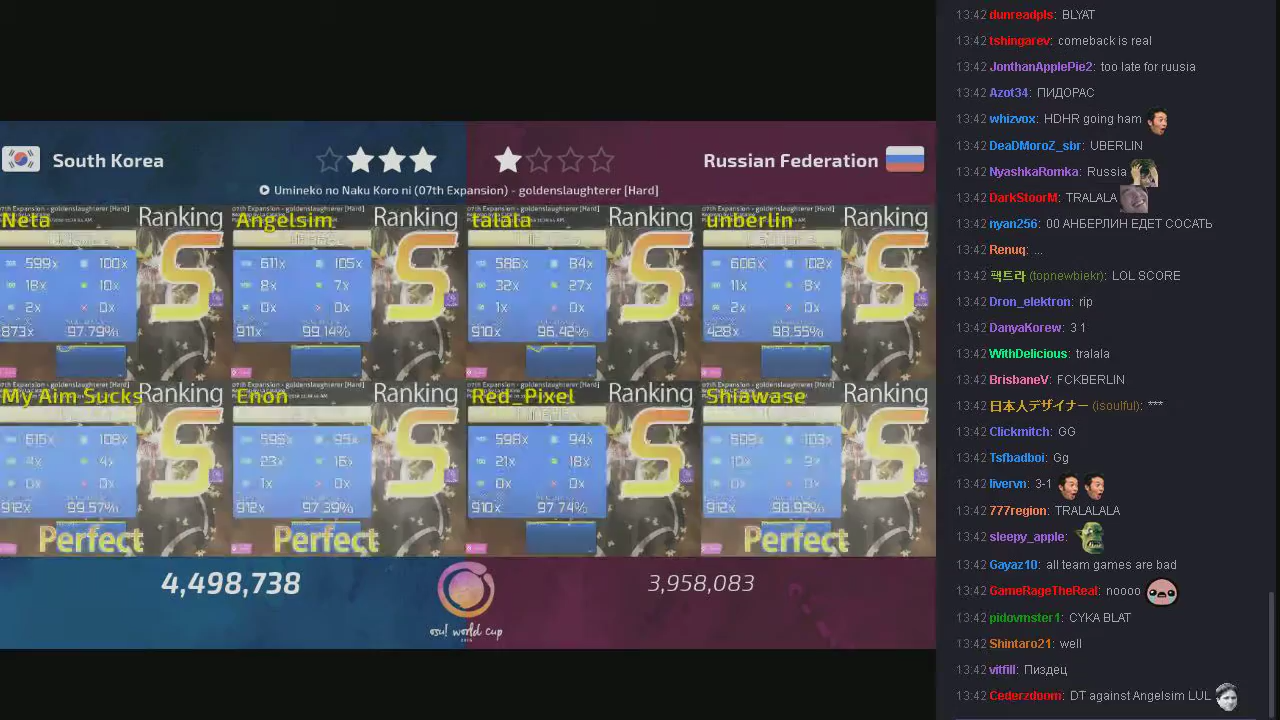 South Korea
Russian Federation
Umineko no Naku Koro ni (07th Expansion) - goldenslaughterer [Hard]
Neta
Ranking
Angelsim
Ranking
talala
Ranking
unberlin
Ranking
599x 100x
18x 10x
2x 0x
873x 97.79%
611x 105x
8x 7x
0x 0x
911x 99.14%
586x 84x
32x 27x
1x 0x
910x 96.42%
606x 102x
11x 8x
2x 0x
428x 98.55%
S
S
S
S
My Aim Sucks
Ranking
Enon
Ranking
Red_Pixel
Ranking
Shiawase
Ranking
615x 108x
4x 4x
0x 0x
912x 99.57%
595x 95x
23x 16x
1x 0x
912x 97.39%
598x 94x
21x 18x
0x 0x
910x 97.74%
609x 103x
10x 9x
0x 0x
912x 98.92%
S
S
S
S
Perfect
Perfect
Perfect
4,498,738
3,958,083
osu! world cup
13:42 dunreadpls: BLYAT
13:42 tshingarev: comeback is real
13:42 JonthanApplePie2: too late for ruusia
13:42 Azot34: ПИДОРАС
13:42 whizvox: HDHR going ham
13:42 DeaDMoroZ_sbr: UBERLIN
13:42 NyashkaRomka: Russia
13:42 DarkStoorM: TRALALA
13:42 nyan256: 00 АНБЕРЛИН ЕДЕТ СОСАТЬ
13:42 Renuq: ...
13:42 팩트라 (topnewbiekr): LOL SCORE
13:42 Dron_elektron: rip
13:42 DanyaKorew: 3 1
13:42 WithDelicious: tralala
13:42 BrisbaneV: FCKBERLIN
13:42 日本人デザイナー (isoulful): ***
13:42 Clickmitch: GG
13:42 Tsfbadboi: Gg
13:42 livervn: 3-1
13:42 777region: TRALALALA
13:42 sleepy_apple:
13:42 Gayaz10: all team games are bad
13:42 GameRageTheReal: noooo
13:42 pidovrnster1: CYKA BLAT
13:42 Shintaro21: well
13:42 vitfill: Пиздец
13:42 Cederzdoom: DT against Angelsim LUL